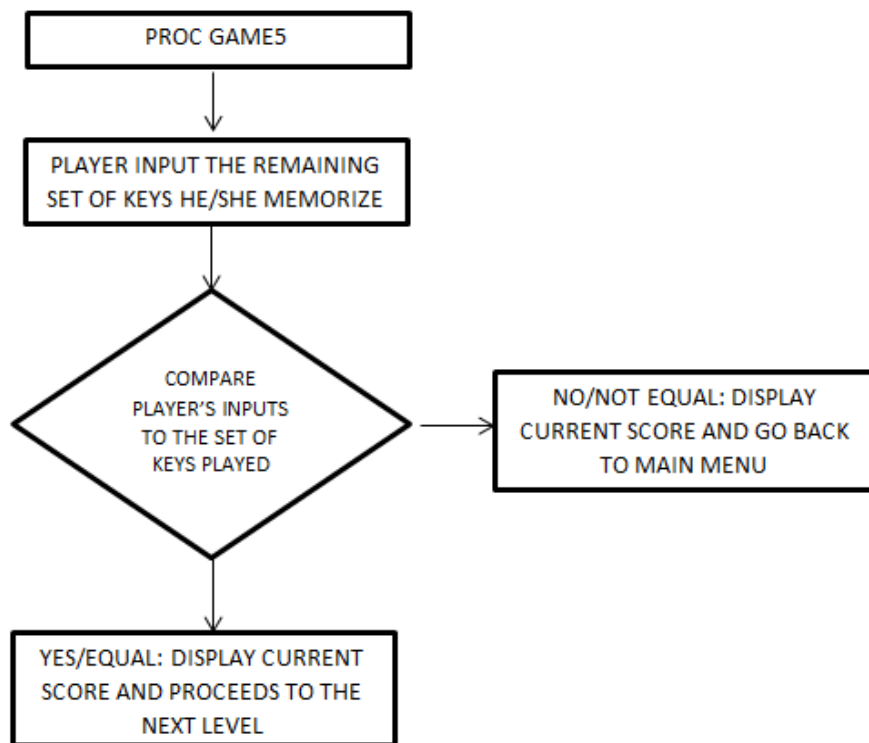 PROC GAME5
PLAYER INPUT THE REMAINING
SET OF KEYS HE/SHE MEMORIZE
COMPARE
PLAYER'S INPUTS
TO THE SET OF
KEYS PLAYED
NO/NOT EQUAL: DISPLAY
CURRENT SCORE AND GO BACK
TO MAIN MENU
YES/EQUAL: DISPLAY CURRENT
SCORE AND PROCEEDS TO THE
NEXT LEVEL